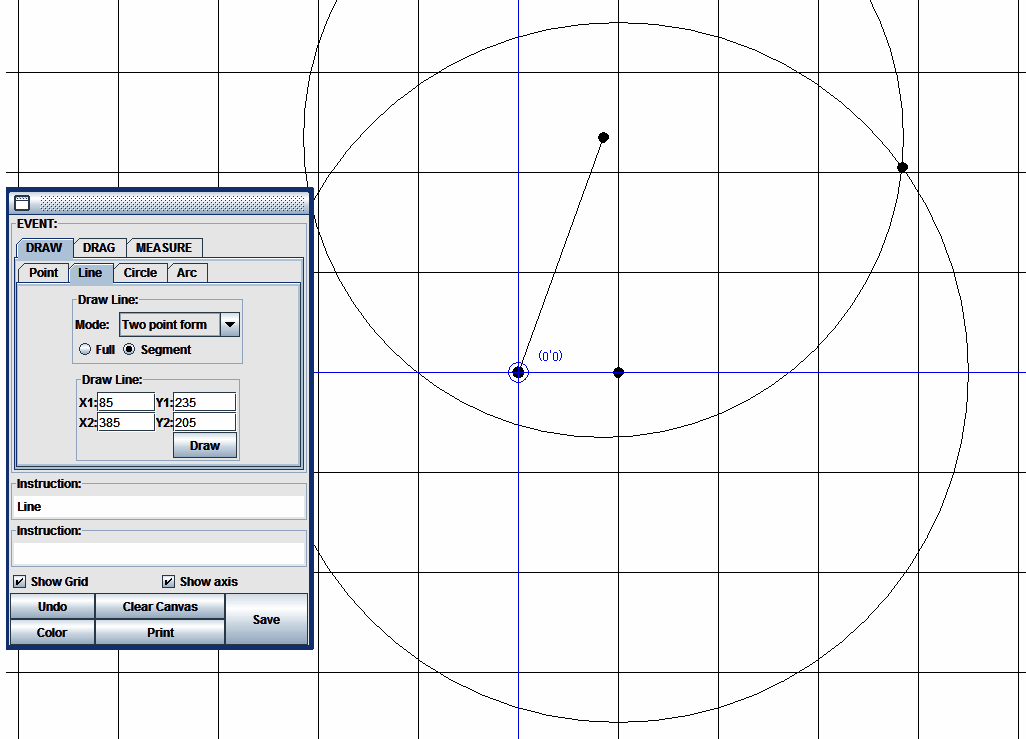 EVENT:
DRAW DRAG MEASURE
Point Line Circle Arc
Draw Line:
Mode: Two point form
Full Segment
Draw Line:
X1: 85 Y1: 235
X2: 385 Y2: 205
Draw
Instruction:
Line
Instruction:
Show Grid Show axis
Undo Clear Canvas Save
Color Print
(0'0)